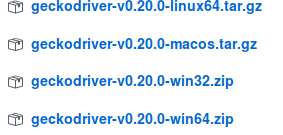 geckodriver-v0.20.0-linux64.tar.gz
geckodriver-v0.20.0-macos.tar.gz
geckodriver-v0.20.0-win32.zip
geckodriver-v0.20.0-win64.zip